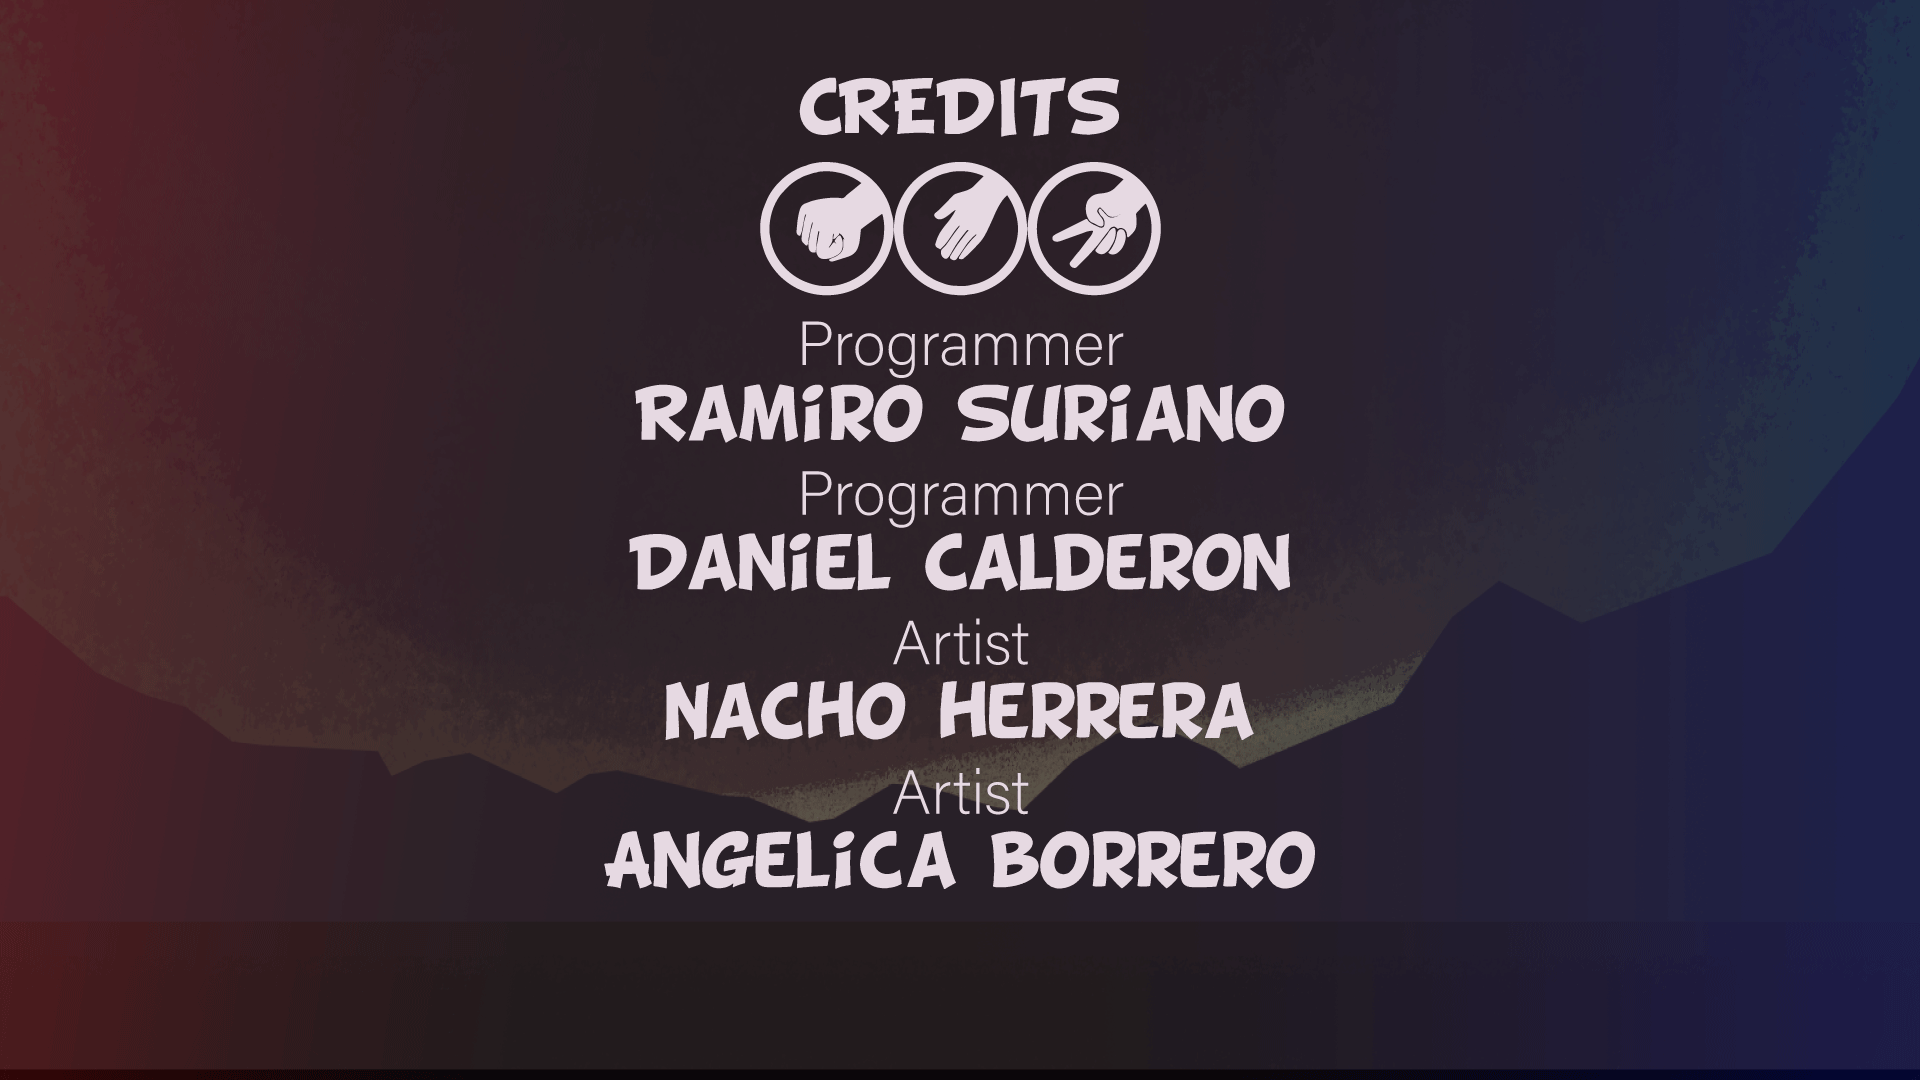 CREDITS
Programmer
RAMiRO SURiANO
Programmer
DANiEL CALDERON
Artist
NACHO HERRERA
Artist
ANGELiCA BORRERO